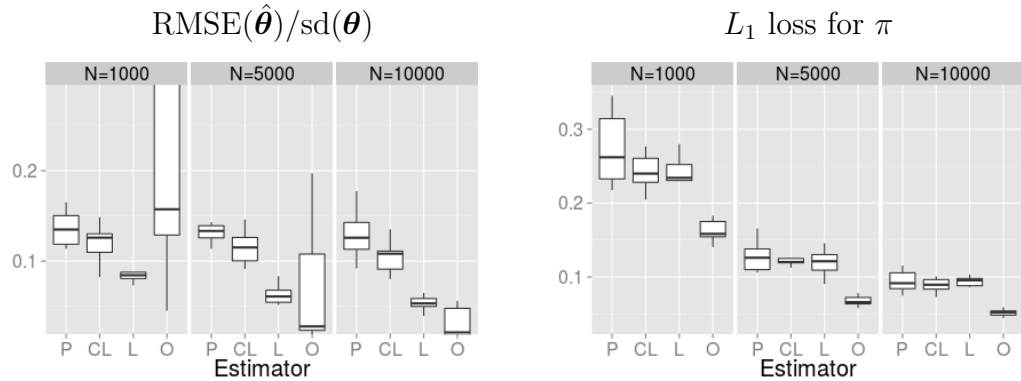 RMSE(θ̂)/sd(θ)
N=1000 N=5000 N=10000
0.2
0.1
P CL L O P CL L O P CL L O
Estimator
L₁ loss for π
N=1000 N=5000 N=10000
0.3
0.2
0.1
P CL L O P CL L O P CL L O
Estimator